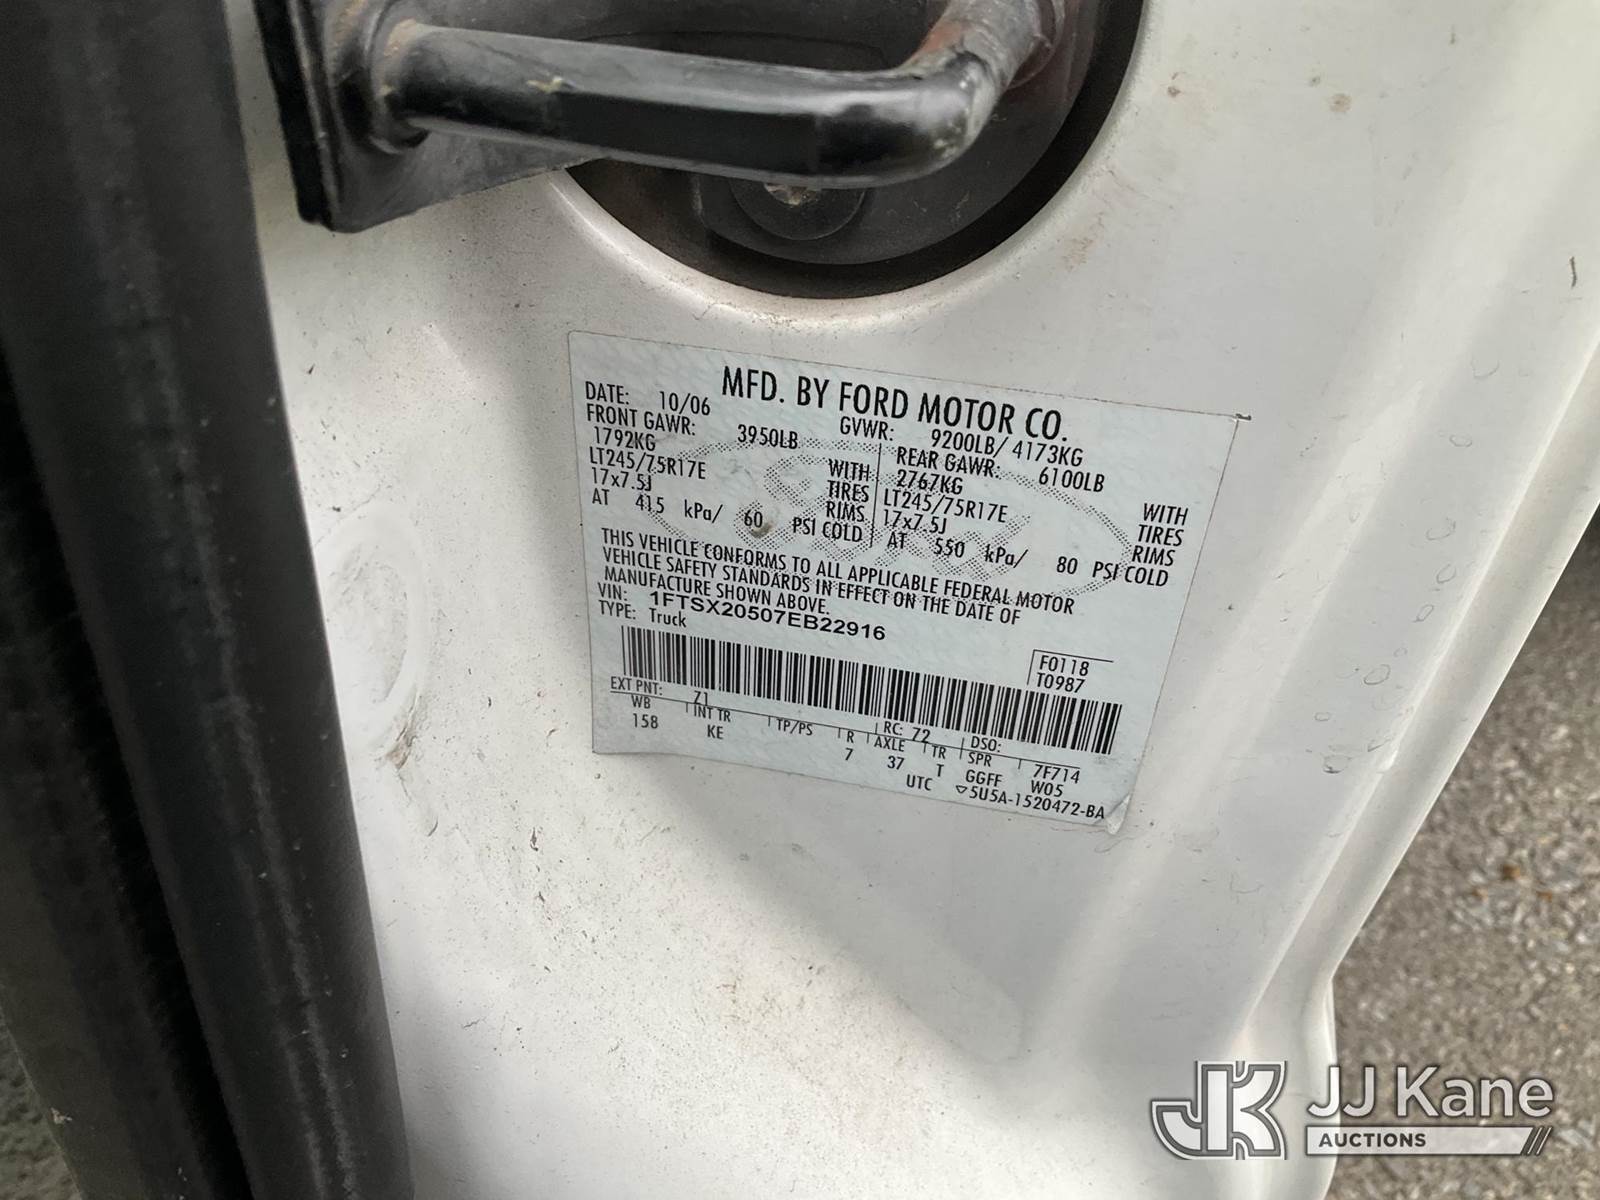 MFD. BY FORD MOTOR CO.
DATE: 10/06 GVWR: 9200LB/ 4173KG
FRONT GAWR: 3950LB REAR GAWR: 6100LB
1792KG WITH 2767KG WITH
LT245/75R17E TIRES LT245/75R17E TIRES
17x7.5J RIMS 17x7.5J RIMS
AT 415 kPa/ 60 PSI COLD AT 550 kPa/ 80 PSI COLD
THIS VEHICLE CONFORMS TO ALL APPLICABLE FEDERAL MOTOR
VEHICLE SAFETY STANDARDS IN EFFECT ON THE DATE OF
MANUFACTURE SHOWN ABOVE.
VIN: 1FTSX20507EB22916
TYPE: Truck
F0118
T0987
EXT PNT: 71 RC: 72 DSO:
WB INT TR TP/PS R AXLE TR SPR 7F714
158 KE 7 37 T GGFF W05
UTC ▽5U5A-1520472-BA
JJ Kane
AUCTIONS